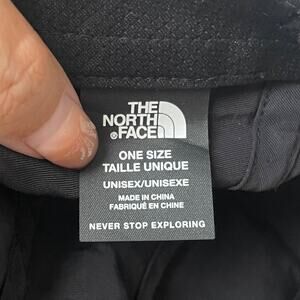 THE
NORTH
FACE
ONE SIZE
TAILLE UNIQUE
UNISEX/UNISEXE
MADE IN CHINA
FABRIQUÉ EN CHINE
NEVER STOP EXPLORING